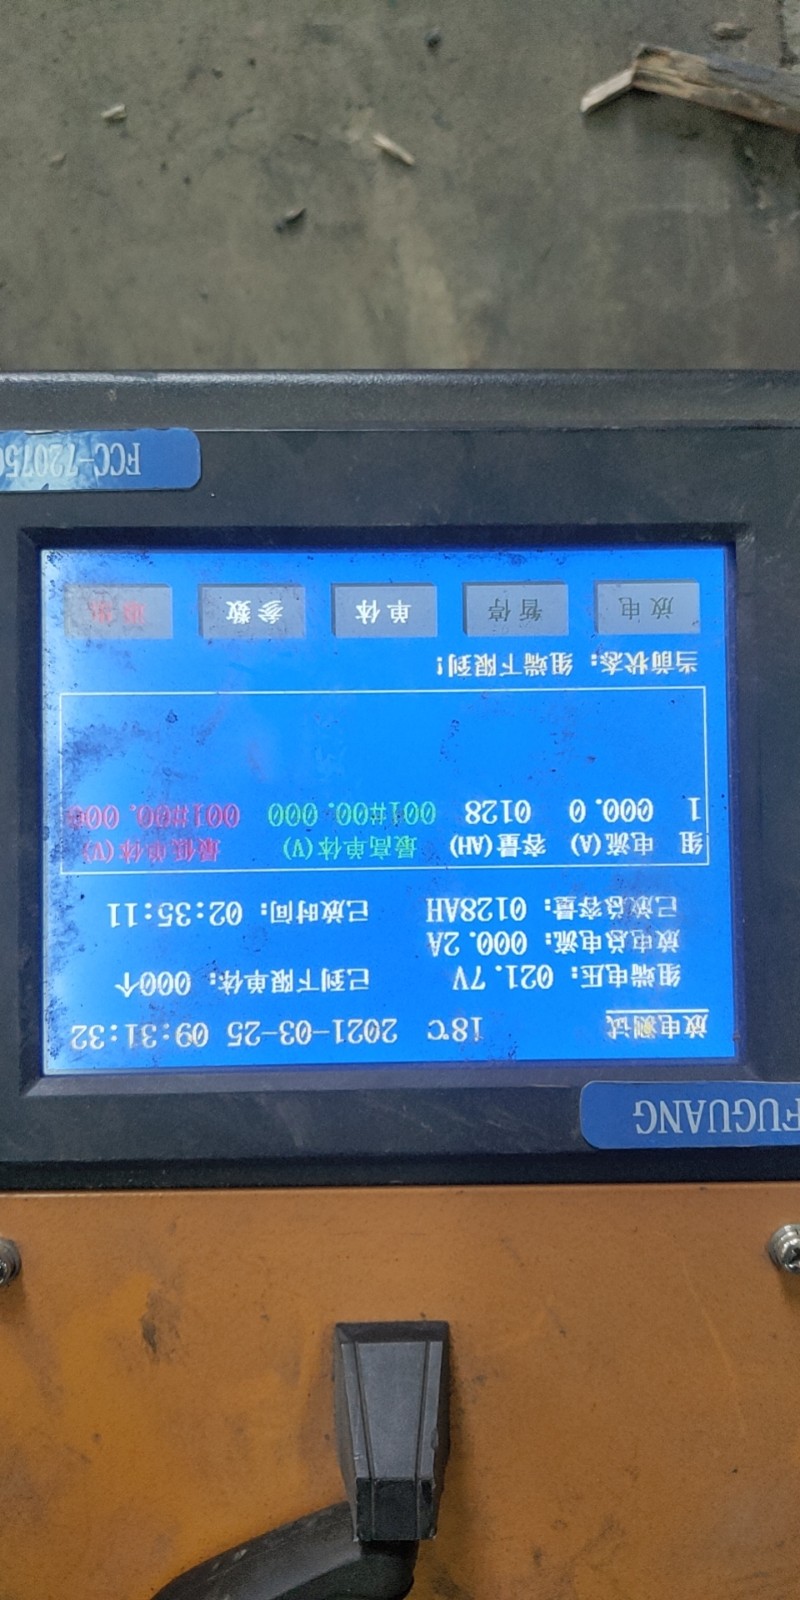 FUGUANG
放电测试 18℃ 2021-03-25 09:31:32
组端电压: 021.7V 已到下限单体: 000个
放电总电流: 000.2A
已放总容量: 0128AH 已放时间: 02:35:11
组 电流(A) 容量(AH) 最高单体(V) 最低单体(V)
1 000.0 0128 001#00.000 001#00.000
当前状态: 组端下限到!
放电 暂停 单体 参数 退出
FCC-72075